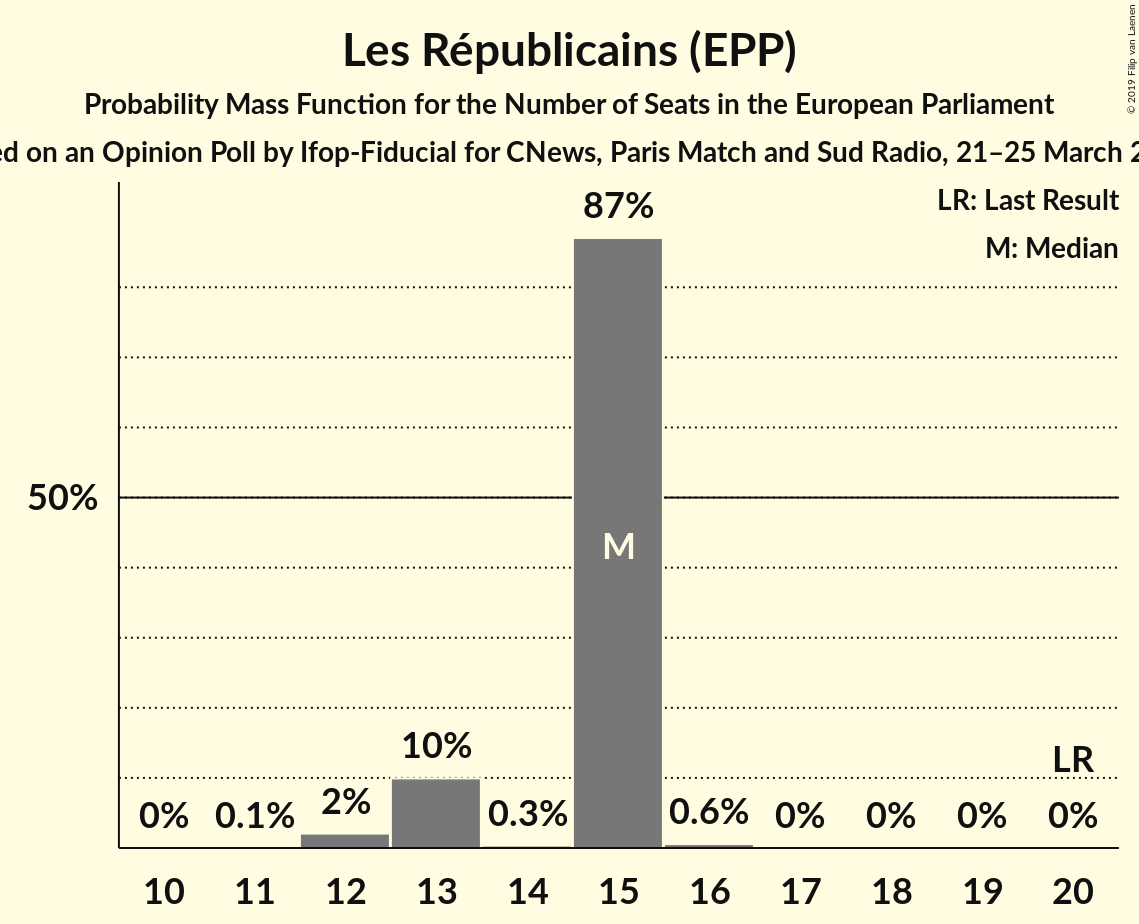 Les Républicains (EPP)
Probability Mass Function for the Number of Seats in the European Parliament
on an Opinion Poll by Ifop-Fiducial for CNews, Paris Match and Sud Radio, 21–25 March
© 2019 Filip van Laenen
LR: Last Result
M: Median
87%
50%
M
10%
LR
0% 0.1% 2% 0.3% 0.6% 0% 0% 0% 0%
10 11 12 13 14 15 16 17 18 19 20